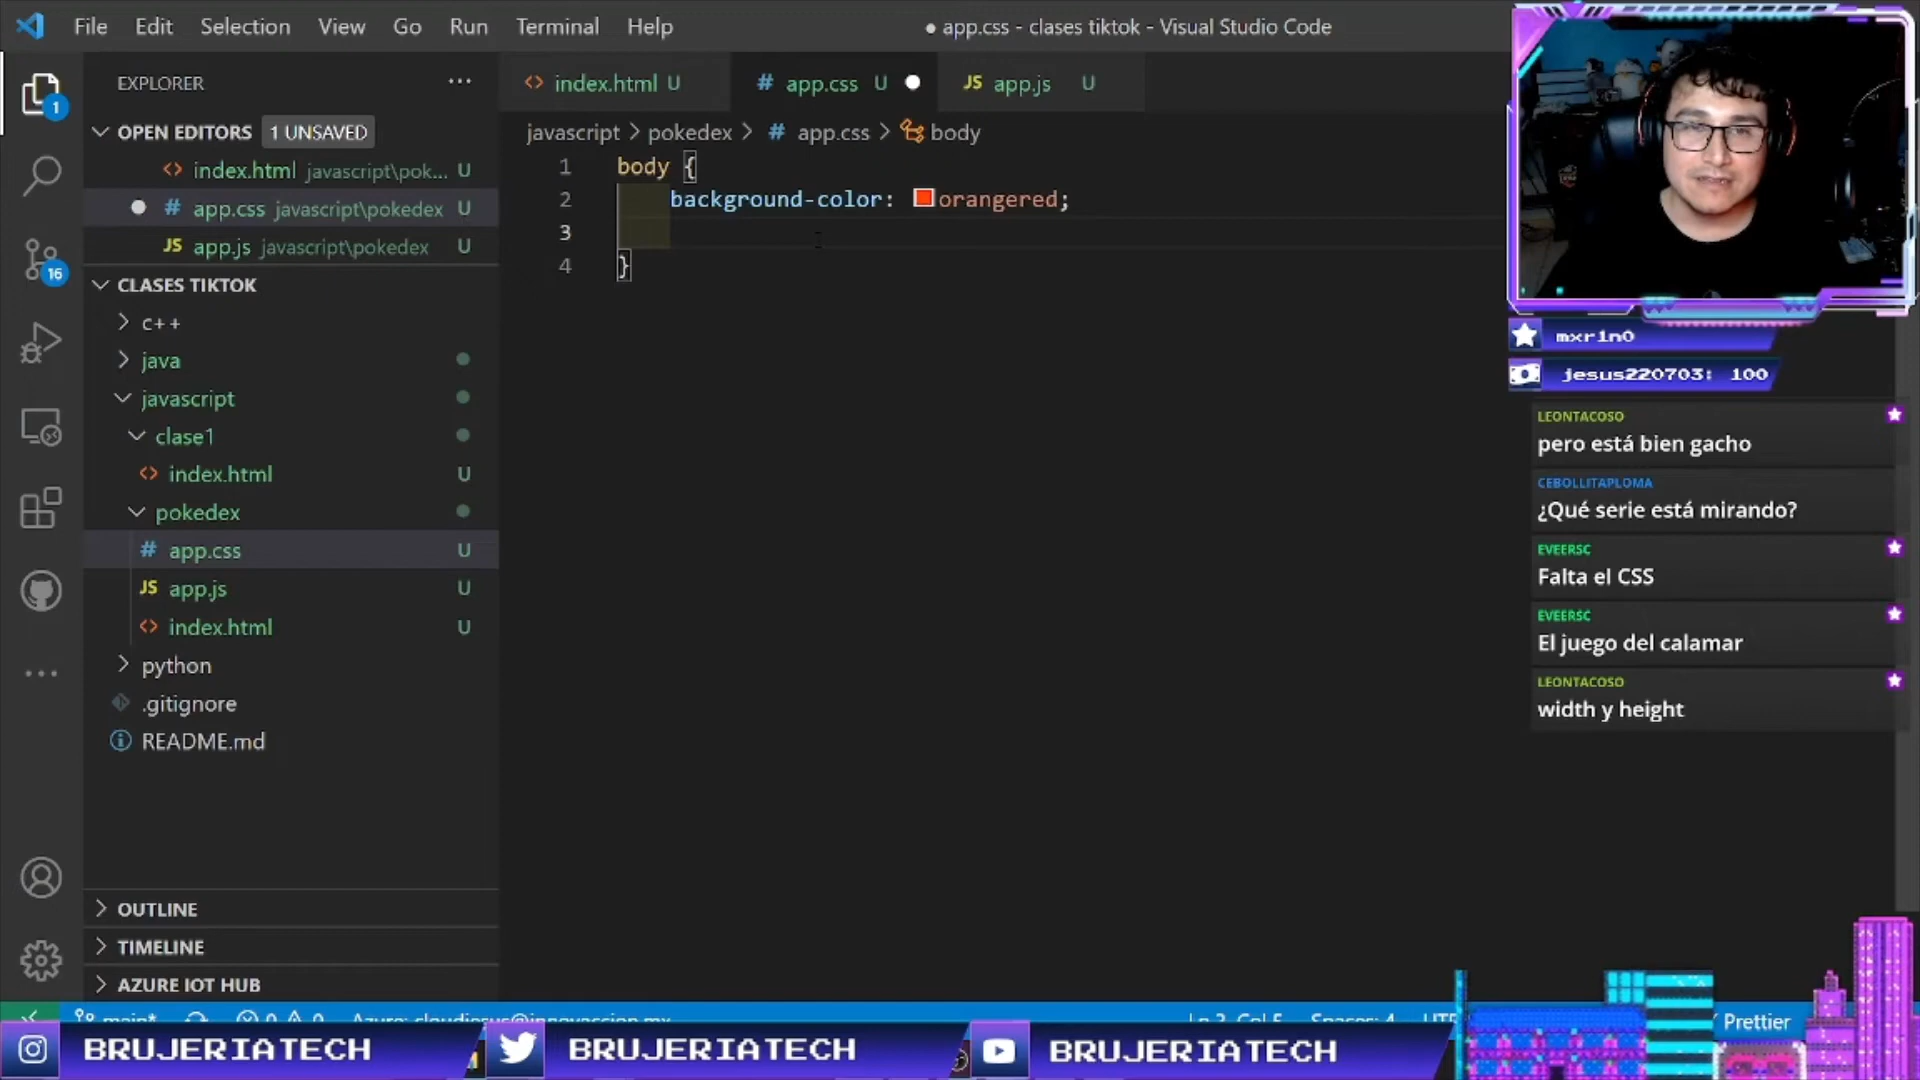 File Edit Selection View Go Run Terminal Help
● app.css - clases tiktok - Visual Studio Code
EXPLORER ···
index.html U
# app.css U
JS app.js U
OPEN EDITORS 1 UNSAVED
javascript > pokedex > # app.css > body
index.html javascript\pok... U
# app.css javascript\pokedex U
JS app.js javascript\pokedex U
1 body {
2 background-color: orangered;
3
4 }
1
16
CLASES TIKTOK
c++
java
javascript
clase1
index.html U
pokedex
# app.css U
JS app.js U
index.html U
python
.gitignore
README.md
OUTLINE
TIMELINE
AZURE IOT HUB
mxr1n0
jesus220703: 100
LEONTACOSO
pero está bien gacho
CEBOLLITAPLOMA
¿Qué serie está mirando?
EVEERSC
Falta el CSS
EVEERSC
El juego del calamar
LEONTACOSO
width y height
Prettier
BRUJERIATECH
BRUJERIATECH
BRUJERIATECH